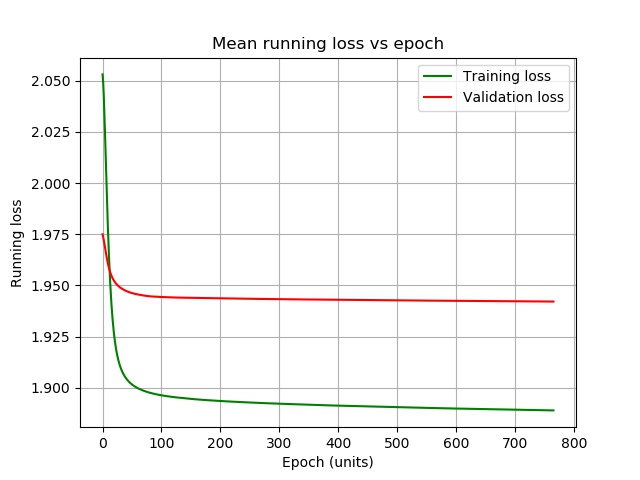 Mean running loss vs epoch
Training loss
Validation loss
2.050
2.025
2.000
1.975
1.950
1.925
1.900
Running loss
0 100 200 300 400 500 600 700 800
Epoch (units)